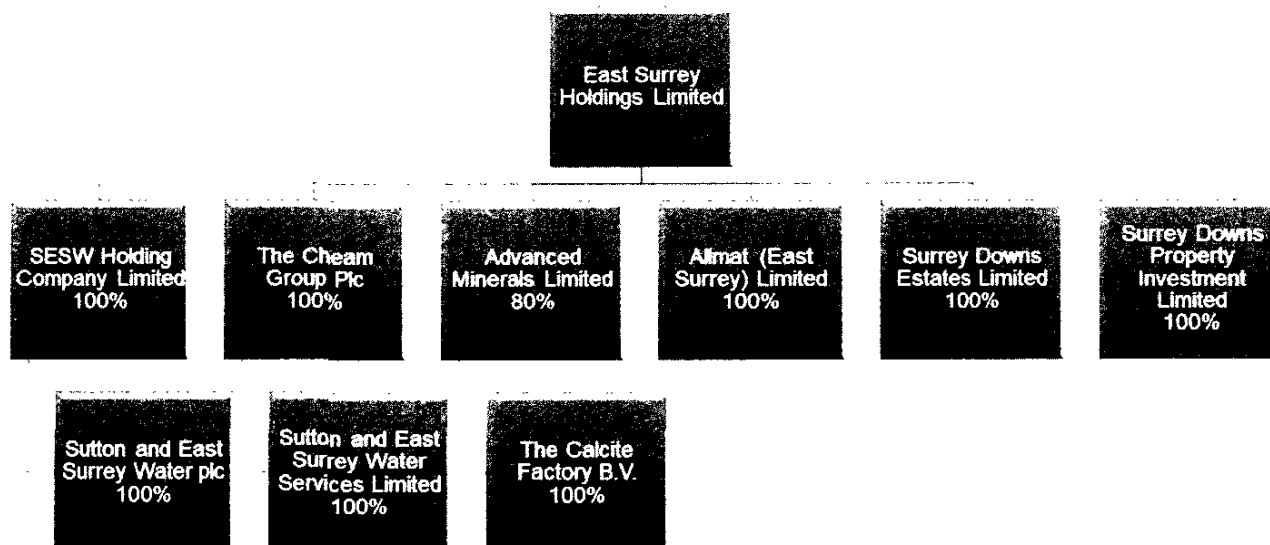 East Surrey
Holdings Limited
SESW Holding
Company Limited
100%
The Cheam
Group Plc
100%
Advanced
Minerals Limited
80%
Allmat (East
Surrey) Limited
100%
Surrey Downs
Estates Limited
100%
Surrey Downs
Property
Investment
Limited
100%
Sutton and East
Surrey Water plc
100%
Sutton and East
Surrey Water
Services Limited
100%
The Calcite
Factory B.V.
100%